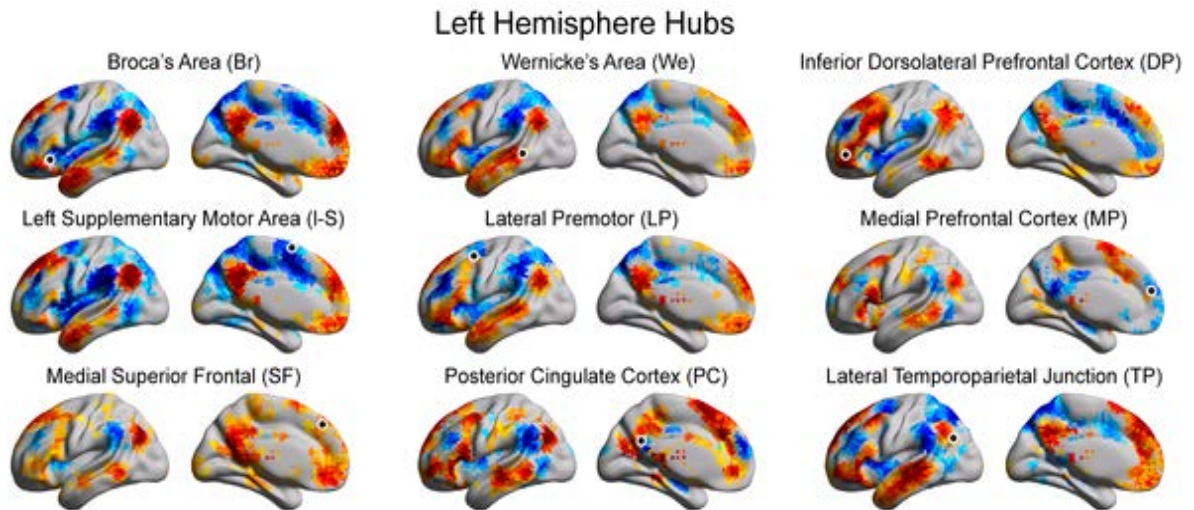 Left Hemisphere Hubs
Broca's Area (Br)
Wernicke's Area (We)
Inferior Dorsolateral Prefrontal Cortex (DP)
Left Supplementary Motor Area (l-S)
Lateral Premotor (LP)
Medial Prefrontal Cortex (MP)
Medial Superior Frontal (SF)
Posterior Cingulate Cortex (PC)
Lateral Temporoparietal Junction (TP)